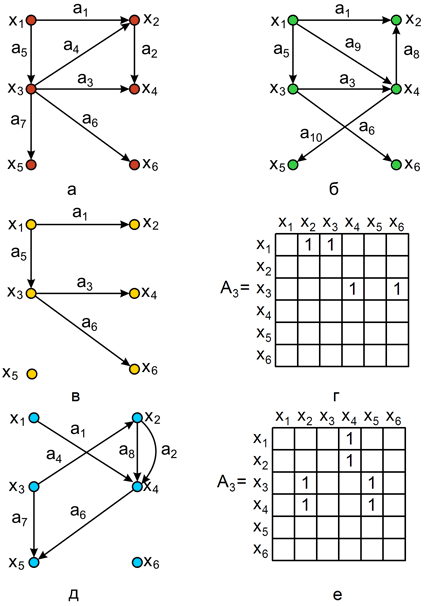 x1 a1 x2
a5 a4 a2
x3 a3 x4
a7 a6
x5 x6
а
x1 a1 x2
a5 a9 a8
x3 a3 x4
a10 a6
x5 x6
б
x1 a1 x2
a5
x3 a3 x4
a6
x5 x6
в
x1 x2 x3 x4 x5 x6
x1 1 1
x2
A3= x3 1 1
x4
x5
x6
г
x1 x2
a1
a4 a8 a2
x3 x4
a7 a6
x5 x6
д
x1 x2 x3 x4 x5 x6
x1 1
x2 1
A3= x3 1 1
x4 1 1
x5
x6
е